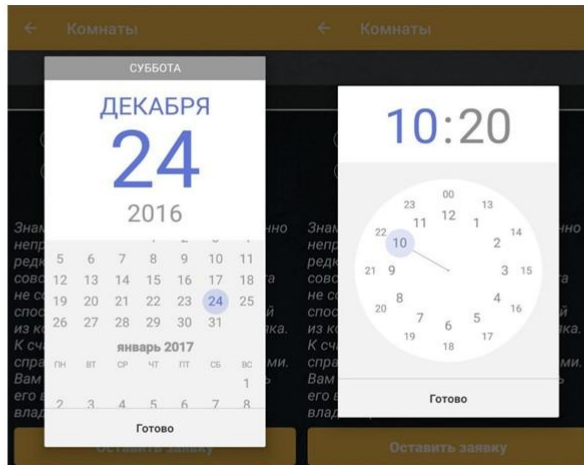 ← Комнаты
СУББОТА
ДЕКАБРЯ
24
2016
5 6 7 8 9 10 11
12 13 14 15 16 17 18
19 20 21 22 23 24 25
26 27 28 29 30 31
январь 2017
ПН ВТ СР ЧТ ПТ СБ ВС
1
2 3 4 5 6 7 8
Готово
Оставить заявку
← Комнаты
10:20
00
23 13
12
11 1
22 14
10 2
21 9 3 15
8 4
20 16
7 5
6
19 17
18
Готово
Оставить заявку